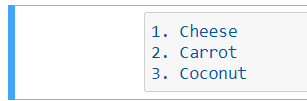 1. Cheese
2. Carrot
3. Coconut